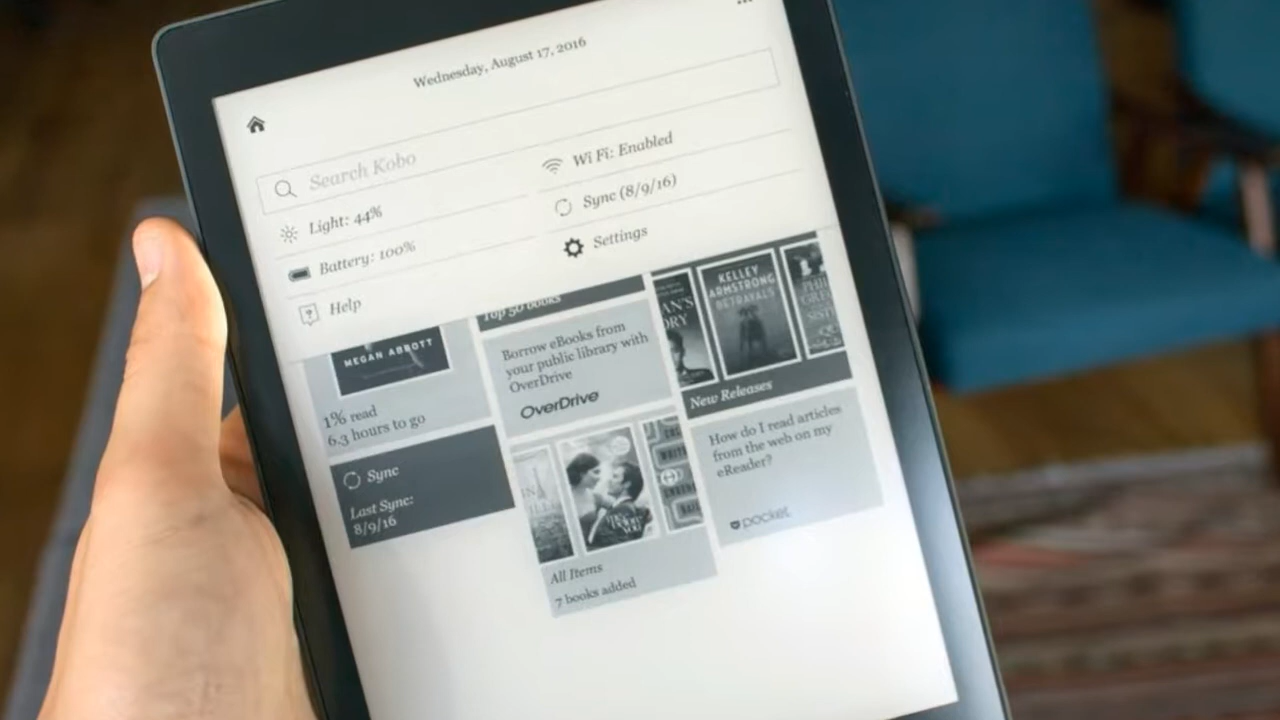 Wednesday, August 17, 2016
Search Kobo
Light: 44%
Wi Fi: Enabled
Battery: 100%
Sync (8/9/16)
Help
Settings
MEGAN ABBOTT
1% read
6.3 hours to go
Sync
Last Sync:
8/9/16
Top 50 books
Borrow eBooks from
your public library with
OverDrive
OverDrive
All Items
7 books added
KELLEY
ARMSTRONG
BETRAYALS
New Releases
How do I read articles
from the web on my
eReader?
pocket